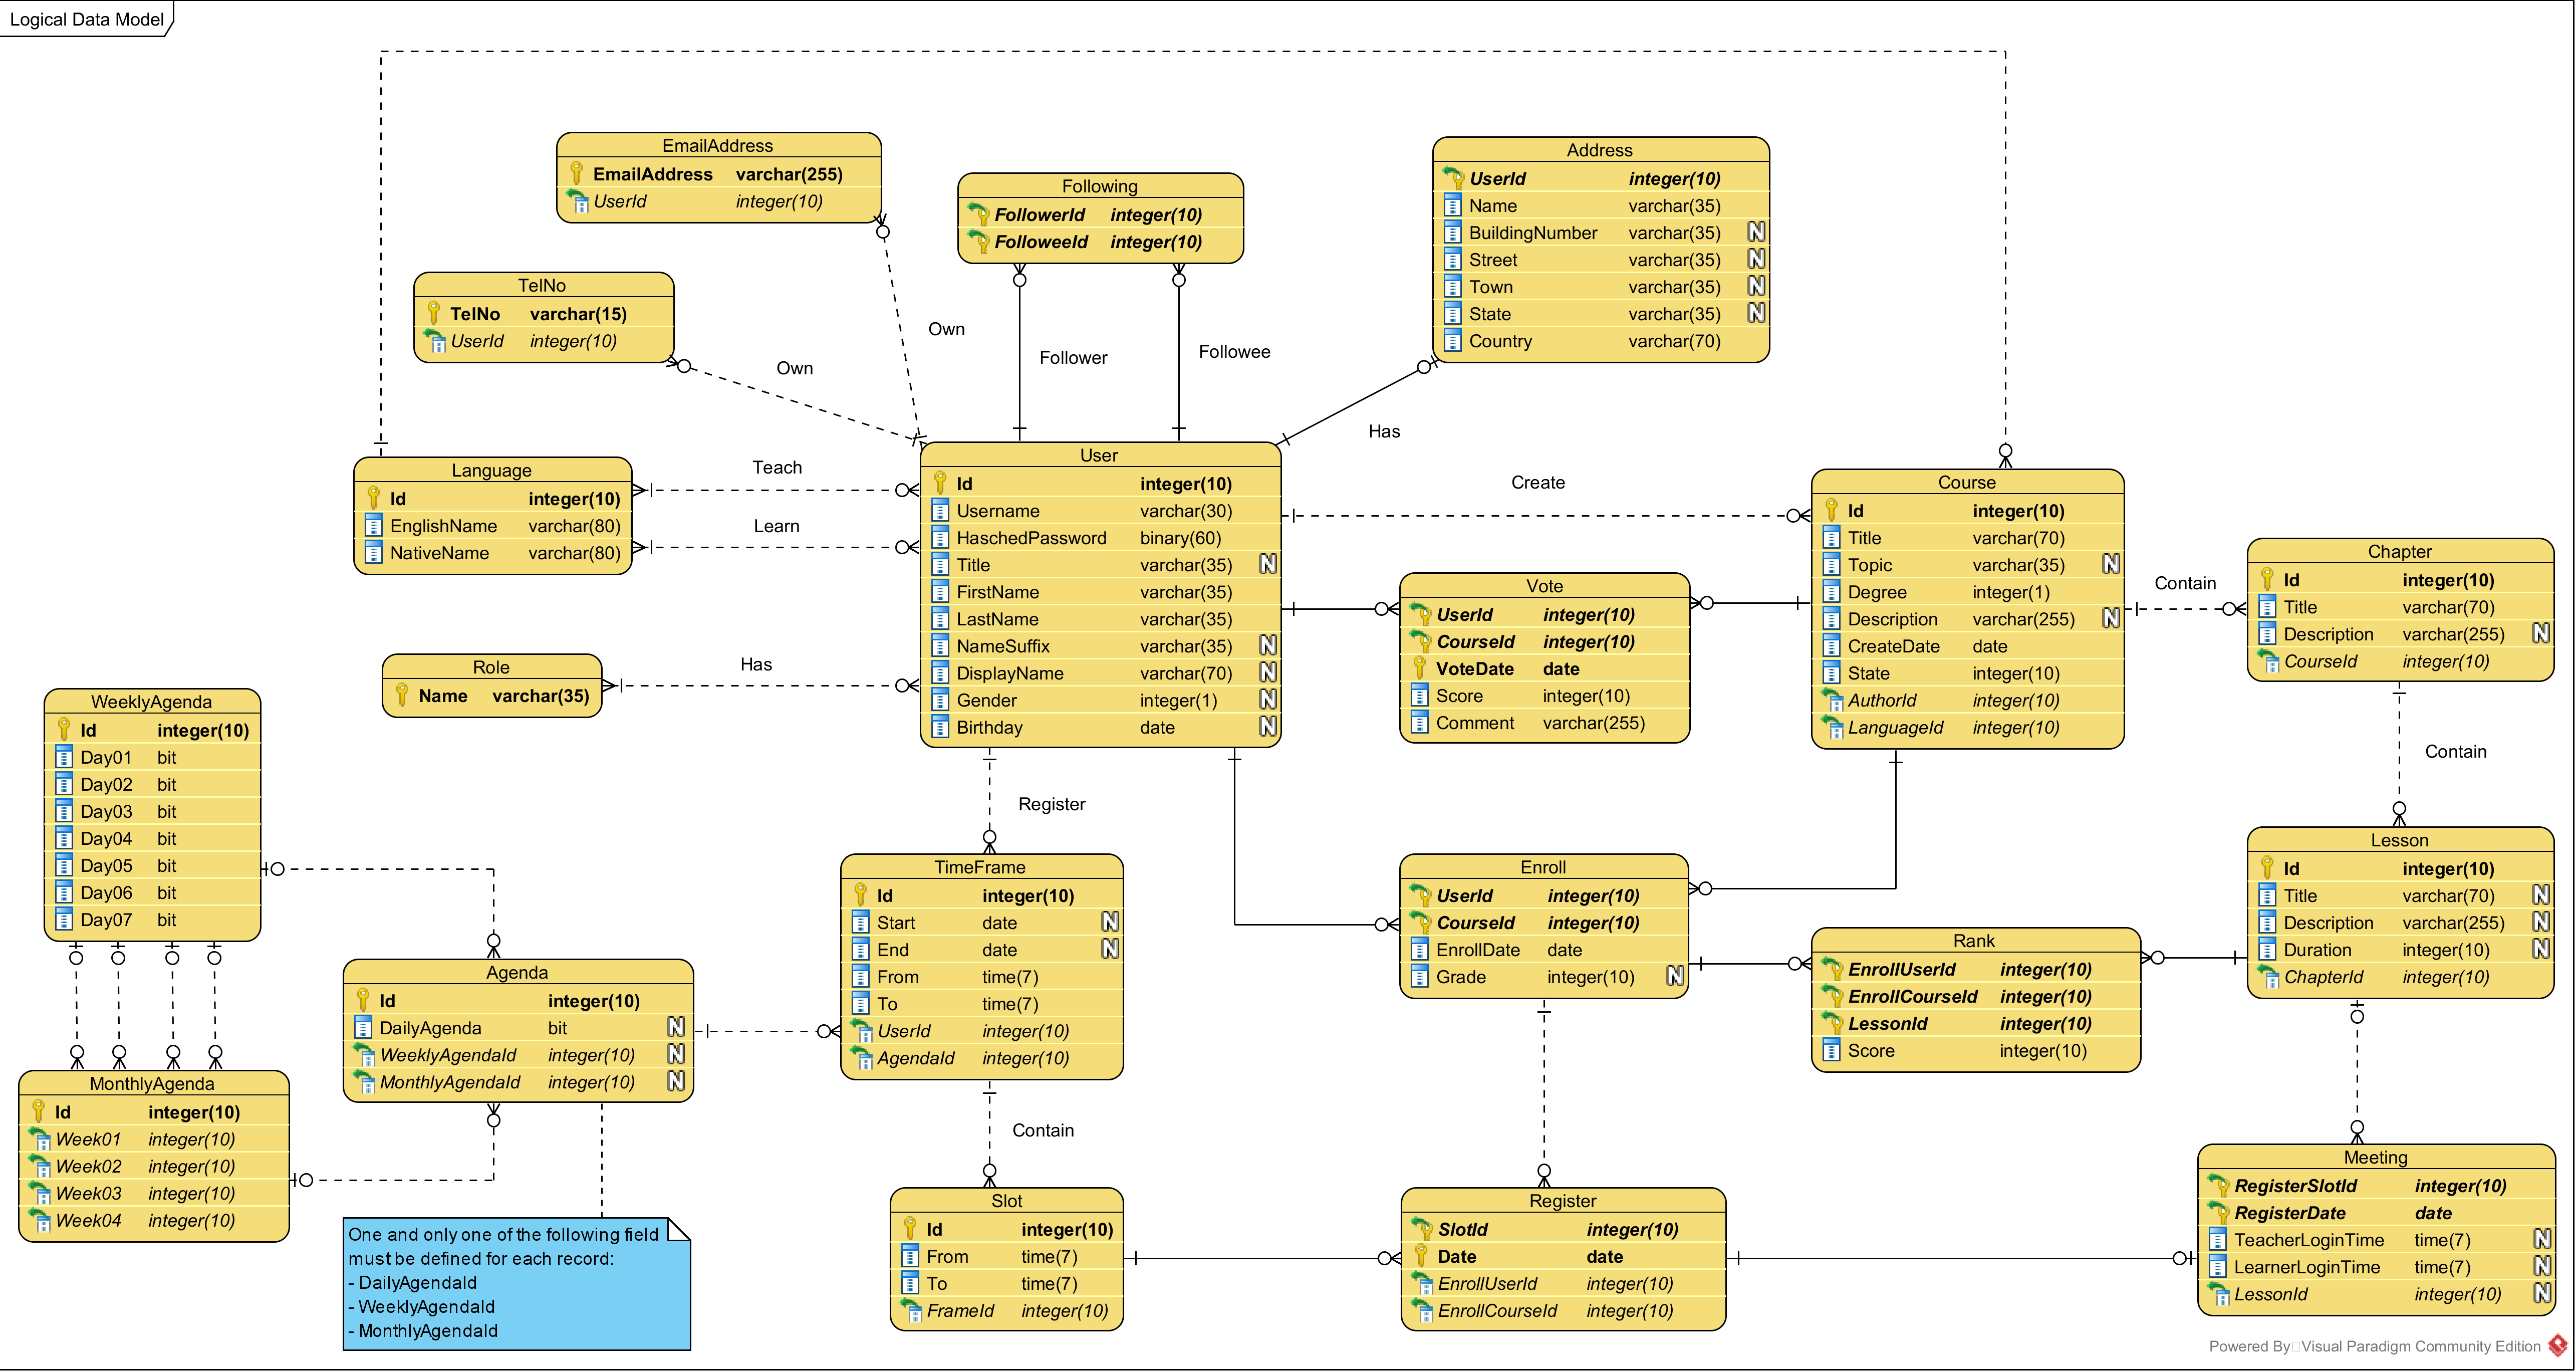 Logical Data Model
EmailAddress
EmailAddress varchar(255)
UserId integer(10)
Following
FollowerId integer(10)
FolloweeId integer(10)
Address
UserId integer(10)
Name varchar(35)
BuildingNumber varchar(35) N
Street varchar(35) N
Town varchar(35) N
State varchar(35) N
Country varchar(70)
TelNo
TelNo varchar(15)
UserId integer(10)
Own
Own
Follower
Followee
Has
Language
Id integer(10)
EnglishName varchar(80)
NativeName varchar(80)
Teach
Learn
User
Id integer(10)
Username varchar(30)
HaschedPassword binary(60)
Title varchar(35) N
FirstName varchar(35)
LastName varchar(35)
NameSuffix varchar(35) N
DisplayName varchar(70) N
Gender integer(1) N
Birthday date N
Create
Course
Id integer(10)
Title varchar(70)
Topic varchar(35) N
Degree integer(1)
Description varchar(255) N
CreateDate date
State integer(10)
AuthorId integer(10)
LanguageId integer(10)
Vote
UserId integer(10)
CourseId integer(10)
VoteDate date
Score integer(10)
Comment varchar(255)
Contain
Chapter
Id integer(10)
Title varchar(70)
Description varchar(255) N
CourseId integer(10)
Role
Name varchar(35)
Has
WeeklyAgenda
Id integer(10)
Day01 bit
Day02 bit
Day03 bit
Day04 bit
Day05 bit
Day06 bit
Day07 bit
Register
Contain
TimeFrame
Id integer(10)
Start date N
End date N
From time(7)
To time(7)
UserId integer(10)
AgendaId integer(10)
Enroll
UserId integer(10)
CourseId integer(10)
EnrollDate date
Grade integer(10) N
Lesson
Id integer(10)
Title varchar(70) N
Description varchar(255) N
Duration integer(10) N
ChapterId integer(10)
Rank
EnrollUserId integer(10)
EnrollCourseId integer(10)
LessonId integer(10)
Score integer(10)
Agenda
Id integer(10)
DailyAgenda bit N
WeeklyAgendaId integer(10) N
MonthlyAgendaId integer(10) N
MonthlyAgenda
Id integer(10)
Week01 integer(10)
Week02 integer(10)
Week03 integer(10)
Week04 integer(10)
Contain
Slot
Id integer(10)
From time(7)
To time(7)
FrameId integer(10)
Register
SlotId integer(10)
Date date
EnrollUserId integer(10)
EnrollCourseId integer(10)
Meeting
RegisterSlotId integer(10)
RegisterDate date
TeacherLoginTime time(7) N
LearnerLoginTime time(7) N
LessonId integer(10) N
One and only one of the following field
must be defined for each record:
- DailyAgendaId
- WeeklyAgendaId
- MonthlyAgendaId
Powered By Visual Paradigm Community Edition